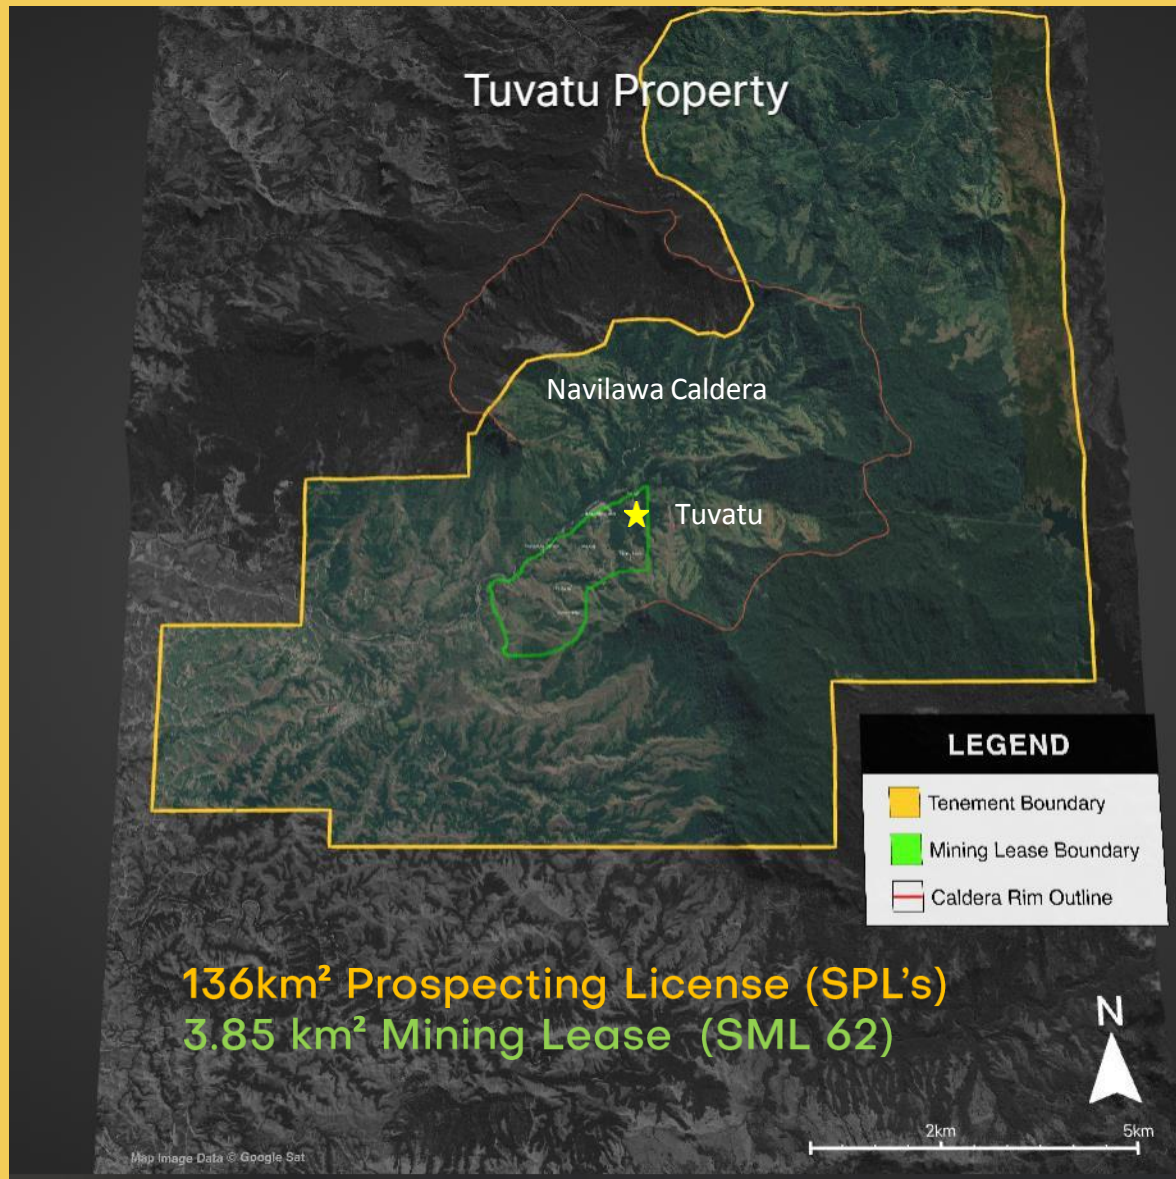 Tuvatu Property
Navilawa Caldera
Tuvatu
LEGEND
Tenement Boundary
Mining Lease Boundary
Caldera Rim Outline
136km² Prospecting License (SPL's)
3.85 km² Mining Lease (SML 62)
N
2km 5km
Map Image Data © Google Sat